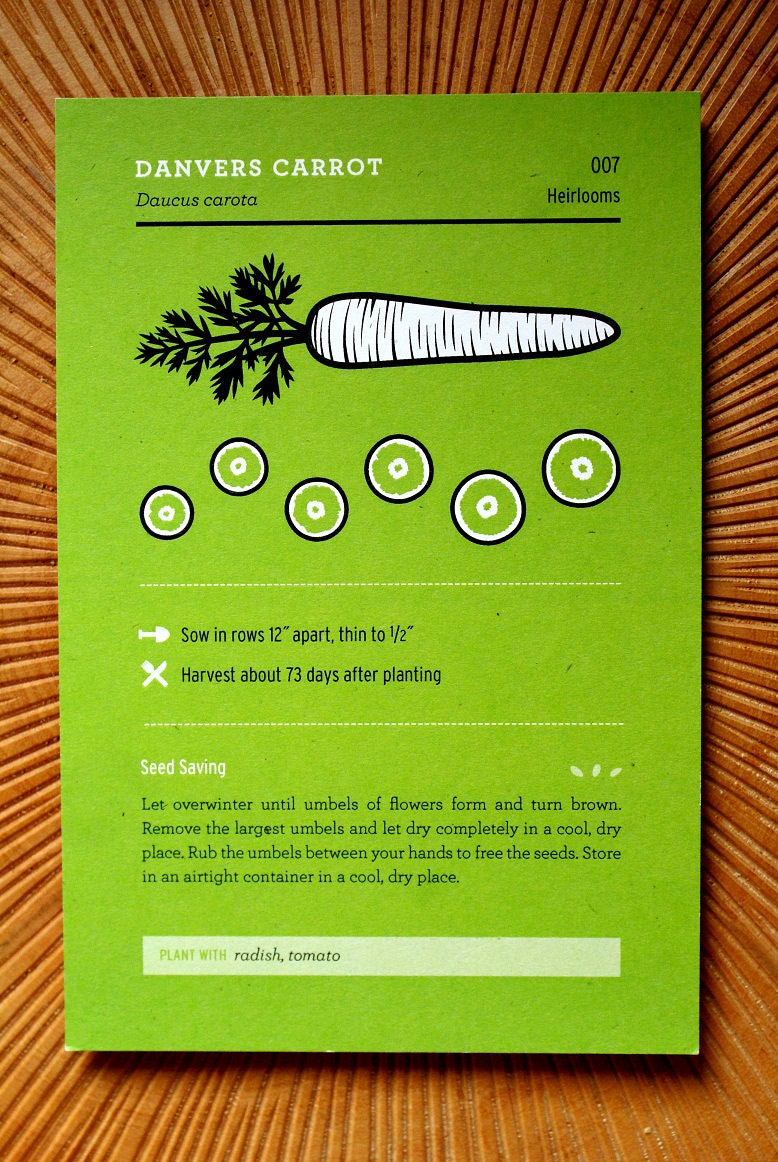 DANVERS CARROT 007
Daucus carota Heirlooms
Sow in rows 12″ apart, thin to 1/2″
Harvest about 73 days after planting
Seed Saving
Let overwinter until umbels of flowers form and turn brown.
Remove the largest umbels and let dry completely in a cool, dry
place. Rub the umbels between your hands to free the seeds. Store
in an airtight container in a cool, dry place.
PLANT WITH radish, tomato